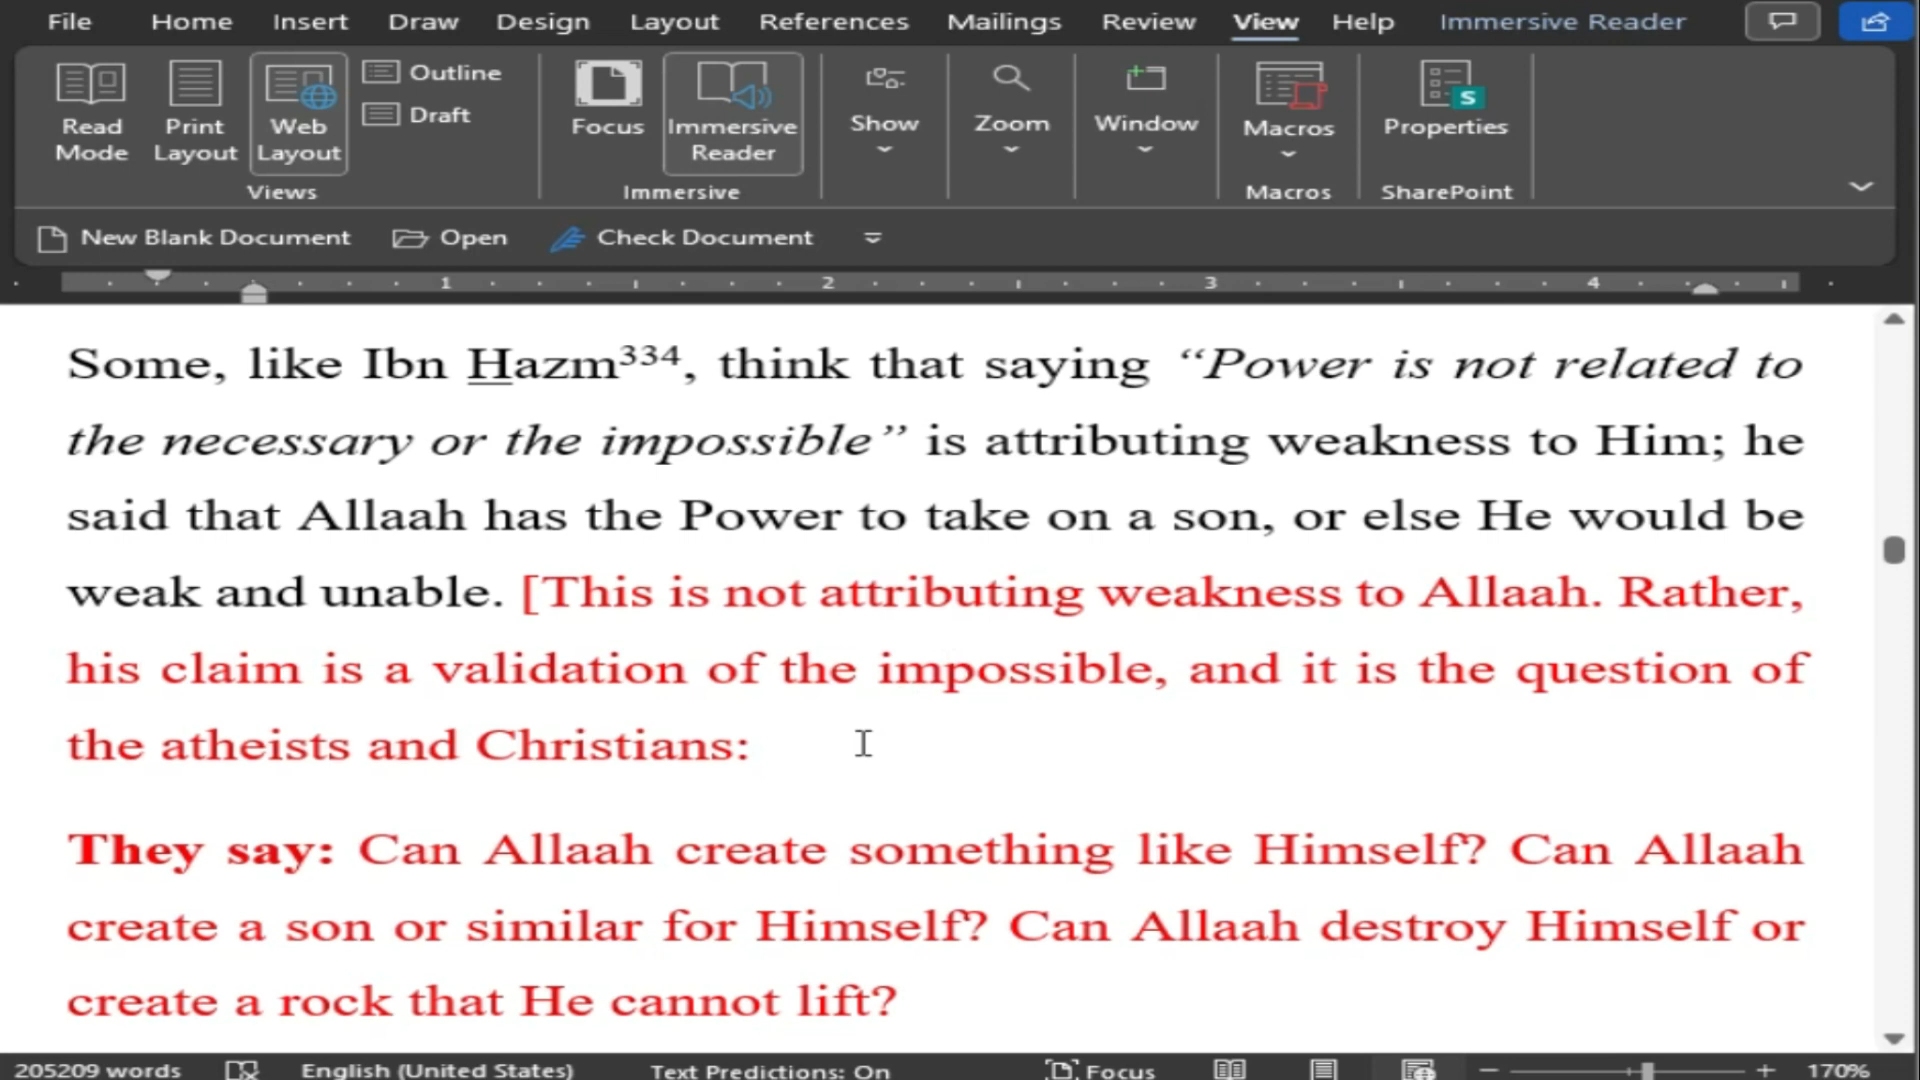 File Home Insert Draw Design Layout References Mailings Review View Help Immersive Reader
Read Mode
Print Layout
Web Layout
Outline
Draft
Views
Focus
Immersive Reader
Immersive
Show
Zoom
Window
Macros
Macros
Properties
SharePoint
New Blank Document Open Check Document
1 2 3 4
Some, like Ibn Hazm334, think that saying “Power is not related to
the necessary or the impossible” is attributing weakness to Him; he
said that Allaah has the Power to take on a son, or else He would be
weak and unable. [This is not attributing weakness to Allaah. Rather,
his claim is a validation of the impossible, and it is the question of
the atheists and Christians:
They say: Can Allaah create something like Himself? Can Allaah
create a son or similar for Himself? Can Allaah destroy Himself or
create a rock that He cannot lift?
205209 words English (United States) Text Predictions: On Focus 170%